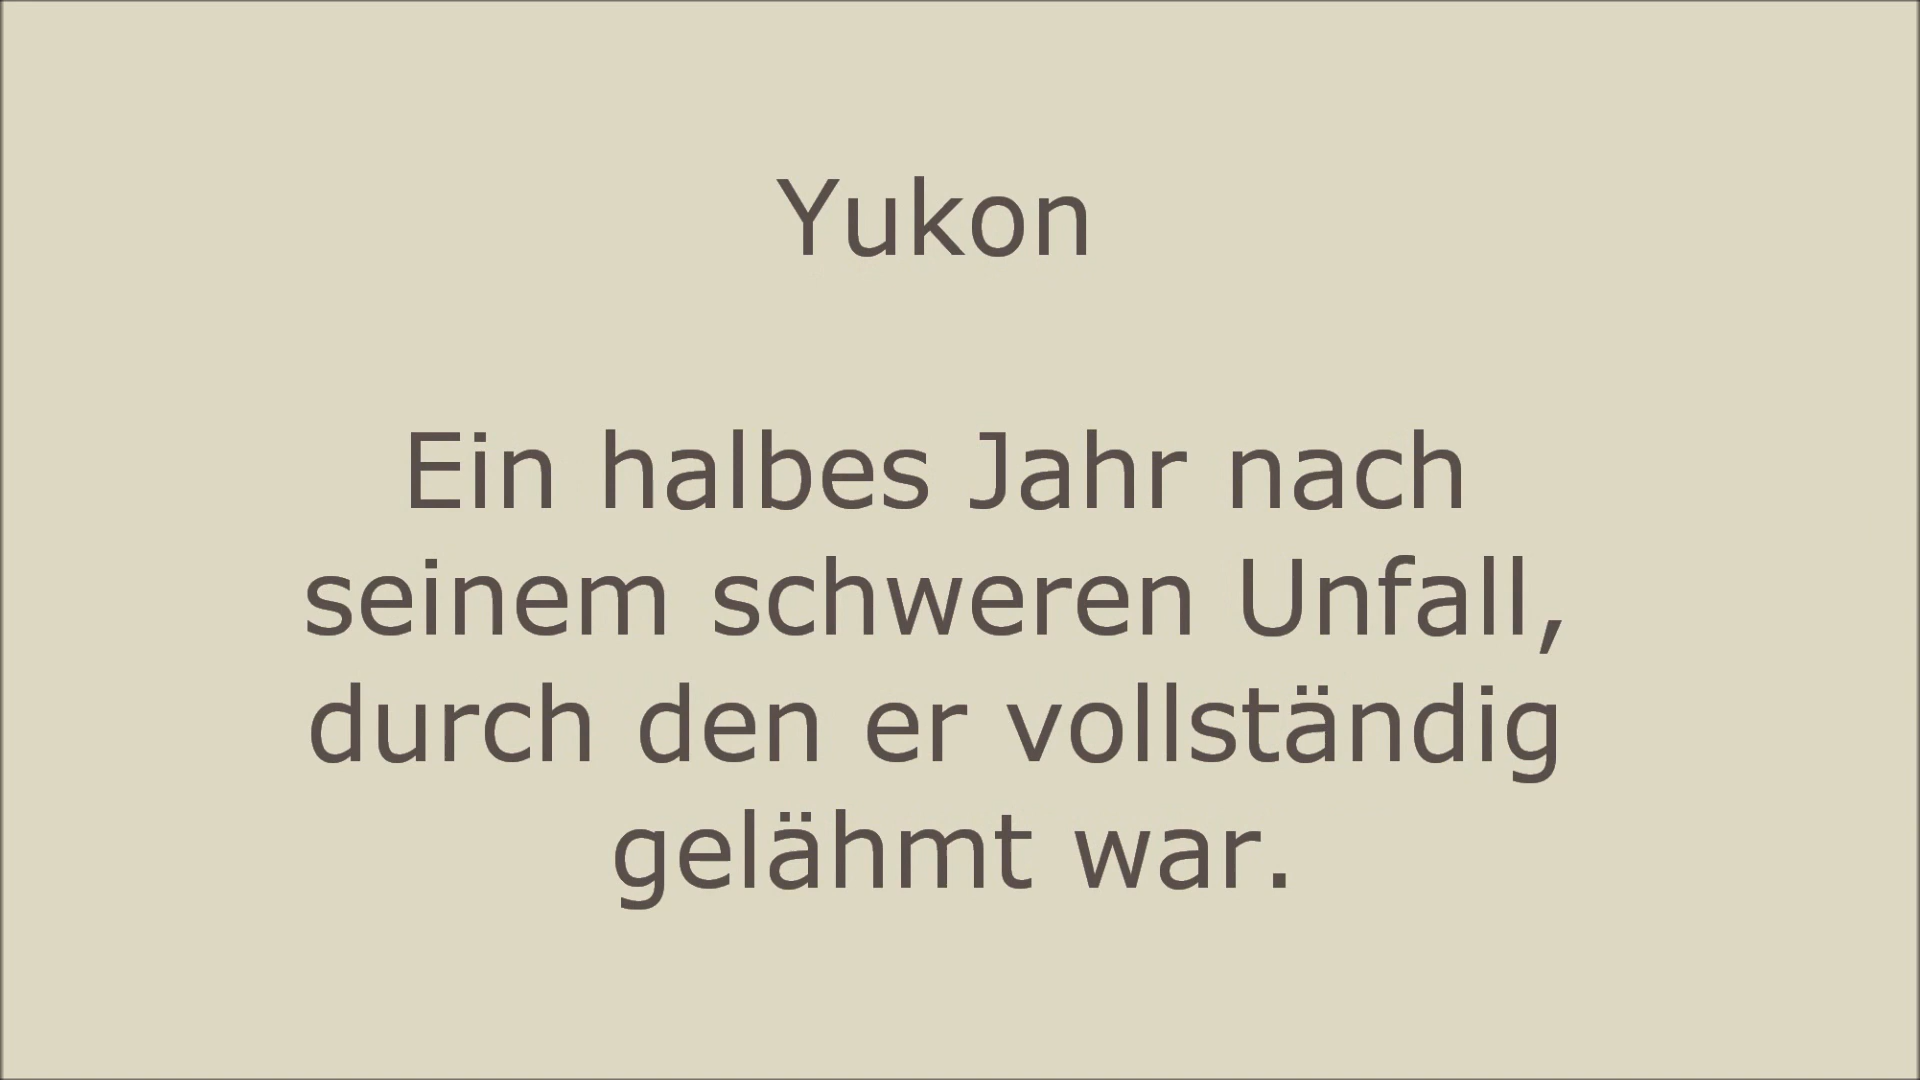 Yukon
Ein halbes Jahr nach
seinem schweren Unfall,
durch den er vollständig
gelähmt war.